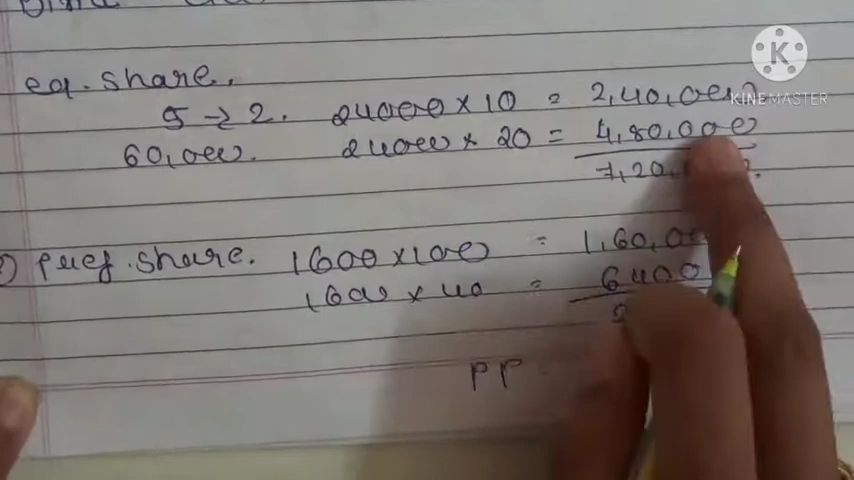 eq. share.
5 → 2. 24000 × 10 = 2,40,000
60,000. 24000 × 20 = 4,80,000
7,20,
pref. share. 1600 × 100 = 1,60,00
1600 × 40 = 6400
PP
K
KINEMASTER